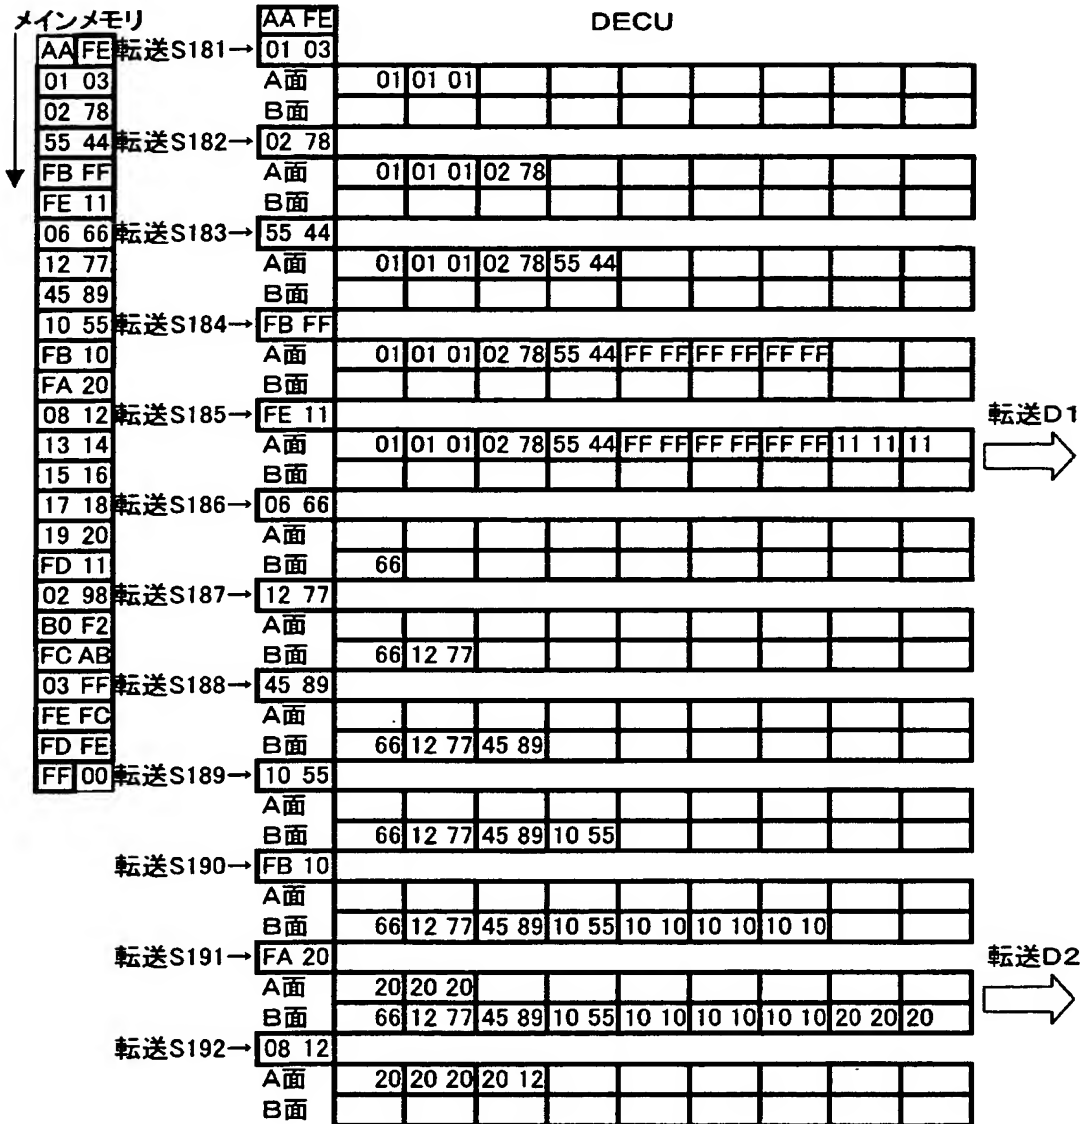 メインメモリ
AA FE
01 03
02 78
55 44
FB FF
FE 11
06 66
12 77
45 89
10 55
FB 10
FA 20
08 12
13 14
15 16
17 18
19 20
FD 11
02 98
B0 F2
FC AB
03 FF
FE FC
FD FE
FF 00
DECU
AA FE
転送S181→ 01 03
A面 01 01 01
B面
転送S182→ 02 78
A面 01 01 01 02 78
B面
転送S183→ 55 44
A面 01 01 01 02 78 55 44
B面
転送S184→ FB FF
A面 01 01 01 02 78 55 44 FF FF FF FF FF FF
B面
転送S185→ FE 11
転送D1
A面 01 01 01 02 78 55 44 FF FF FF FF FF FF 11 11 11
B面
転送S186→ 06 66
A面
B面 66
転送S187→ 12 77
A面
B面 66 12 77
転送S188→ 45 89
A面
B面 66 12 77 45 89
転送S189→ 10 55
A面
B面 66 12 77 45 89 10 55
転送S190→ FB 10
A面
B面 66 12 77 45 89 10 55 10 10 10 10 10 10
転送S191→ FA 20
転送D2
A面 20 20 20
B面 66 12 77 45 89 10 55 10 10 10 10 10 10 20 20 20
転送S192→ 08 12
A面 20 20 20 20 12
B面